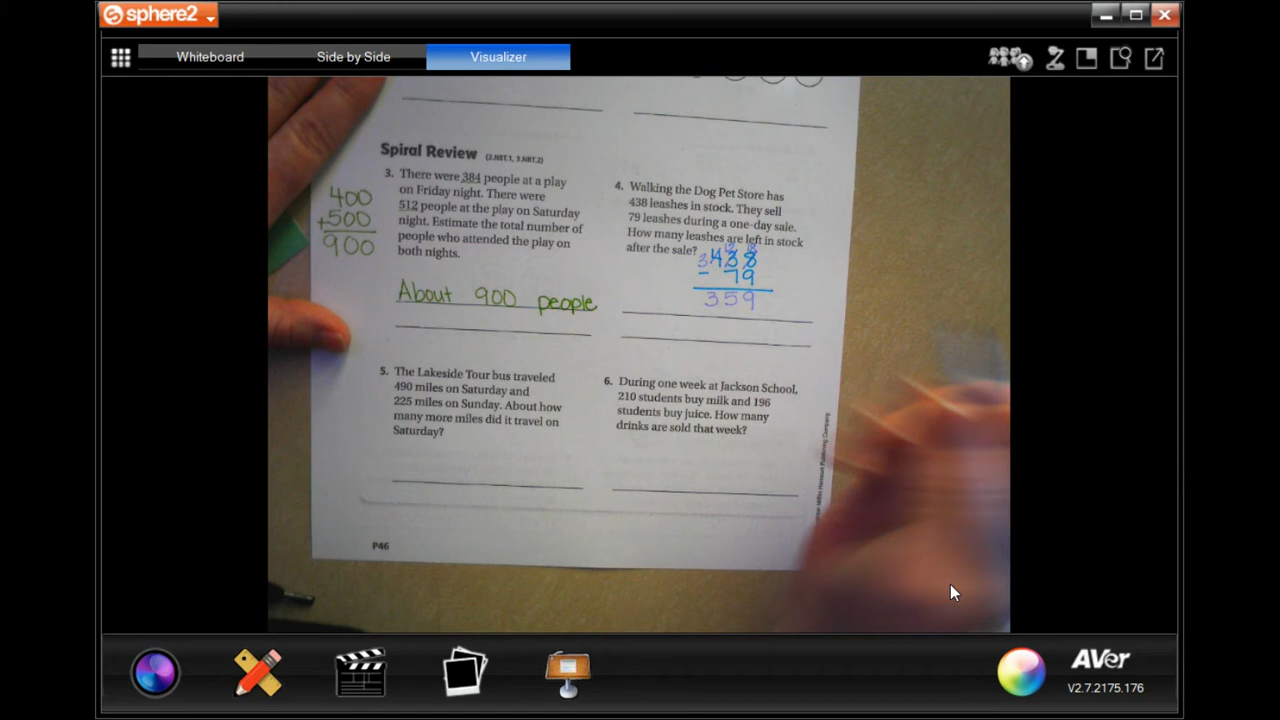 sphere2
Whiteboard
Side by Side
Visualizer
Spiral Review (3.NBT.1, 3.NBT.2)
3. There were 384 people at a play
on Friday night. There were
512 people at the play on Saturday
night. Estimate the total number of
people who attended the play on
both nights.
400
+500
900
About 900 people
4. Walking the Dog Pet Store has
438 leashes in stock. They sell
79 leashes during a one-day sale.
How many leashes are left in stock
after the sale?
3 12 18
438
- 79
359
5. The Lakeside Tour bus traveled
490 miles on Saturday and
225 miles on Sunday. About how
many more miles did it travel on
Saturday?
6. During one week at Jackson School,
210 students buy milk and 196
students buy juice. How many
drinks are sold that week?
Mifflin Harcourt Publishing Company
P46
AVer
V2.7.2175.176